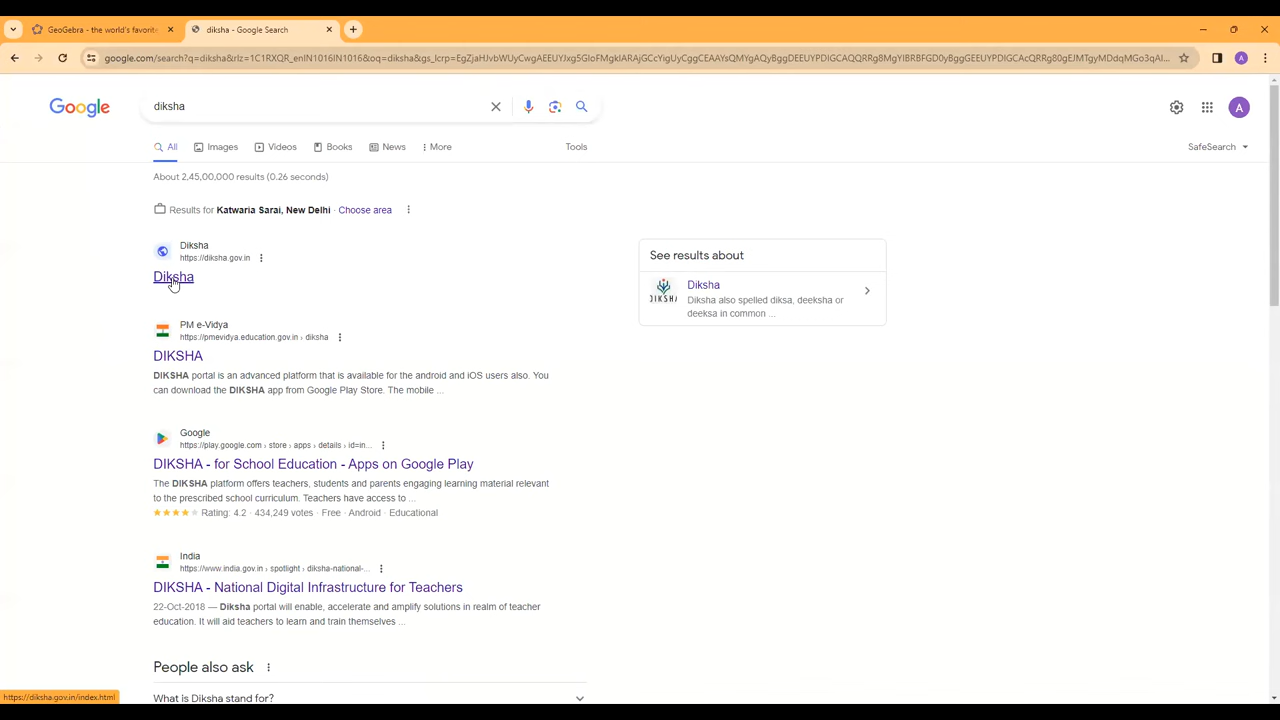 GeoGebra - the world's favorit
diksha - Google Search
google.com/search?q=diksha&rlz=1C1RXQR_enIN1016IN1016&oq=diksha&gs_lcrp=
A
Google
diksha
A
All
Images
Videos
Books
News
More
Tools
SafeSearch
About 2,45,00,000 results (0.26 seconds)
Results for Katwaria Sarai, New Delhi · Choose area
Diksha
https://diksha.gov.in
Diksha
See results about
Diksha
DIKSHA
Diksha also spelled diksa, deeksha or
deeksa in common ...
PM e-Vidya
https://pmevidya.education.gov.in › diksha
DIKSHA
DIKSHA portal is an advanced platform that is available for the android and iOS users also. You
can download the DIKSHA app from Google Play Store. The mobile ...
Google
https://play.google.com › store › apps › details › id=in...
DIKSHA - for School Education - Apps on Google Play
The DIKSHA platform offers teachers, students and parents engaging learning material relevant
to the prescribed school curriculum. Teachers have access to ...
Rating: 4.2 · 434,249 votes · Free · Android · Educational
India
https://www.india.gov.in › spotlight › diksha-national-...
DIKSHA - National Digital Infrastructure for Teachers
22-Oct-2018 — Diksha portal will enable, accelerate and amplify solutions in realm of teacher
education. It will aid teachers to learn and train themselves ...
People also ask
What is Diksha stand for?
https://diksha.gov.in/index.html